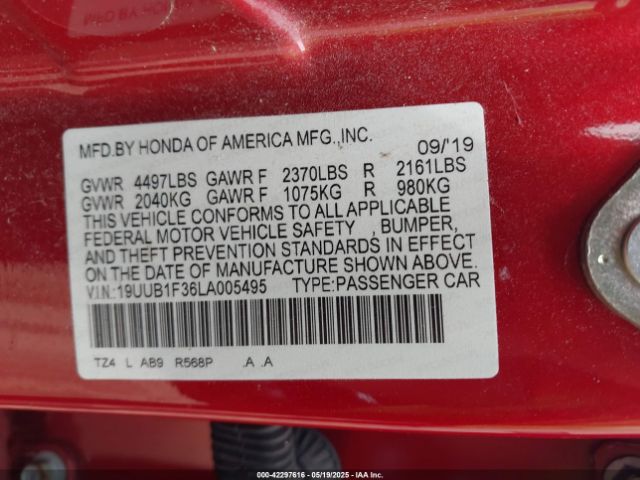 MFD.BY HONDA OF AMERICA MFG.,INC. 09/'19
GVWR 4497LBS GAWR F 2370LBS R 2161LBS
GVWR 2040KG GAWR F 1075KG R 980KG
THIS VEHICLE CONFORMS TO ALL APPLICABLE
FEDERAL MOTOR VEHICLE SAFETY , BUMPER,
AND THEFT PREVENTION STANDARDS IN EFFECT
ON THE DATE OF MANUFACTURE SHOWN ABOVE.
VIN:19UUB1F36LA005495 TYPE:PASSENGER CAR
TZ4 L AB9 R568P .A .A
000-42297616 - 05/19/2025 - IAAI.COM